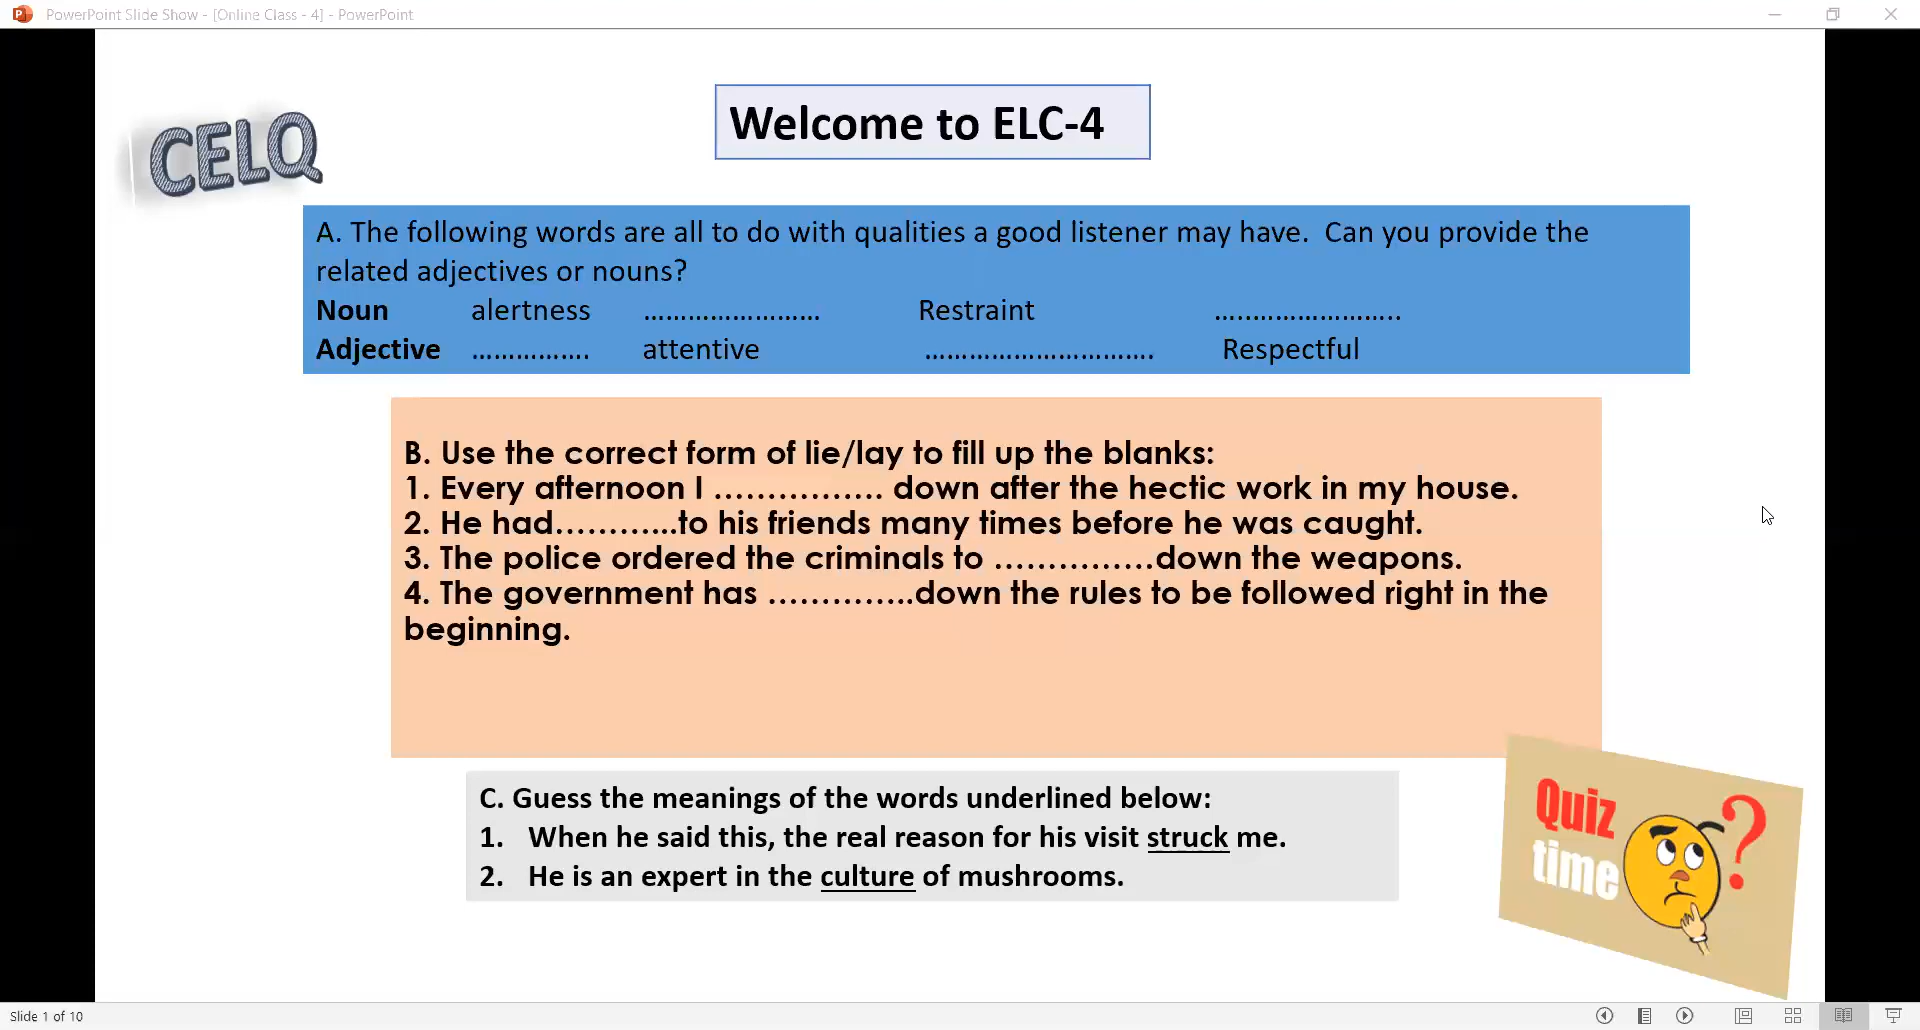 PowerPoint Slide Show - [Online Class - 4] - PowerPoint
CELQ
Welcome to ELC-4
A. The following words are all to do with qualities a good listener may have. Can you provide the
related adjectives or nouns?
Noun alertness ........................ Restraint ..........................
Adjective ................ attentive ............................... Respectful
B. Use the correct form of lie/lay to fill up the blanks:
1. Every afternoon I ................ down after the hectic work in my house.
2. He had............to his friends many times before he was caught.
3. The police ordered the criminals to ...............down the weapons.
4. The government has ..............down the rules to be followed right in the
beginning.
C. Guess the meanings of the words underlined below:
1. When he said this, the real reason for his visit struck me.
2. He is an expert in the culture of mushrooms.
Quiz
time
?
Slide 1 of 10